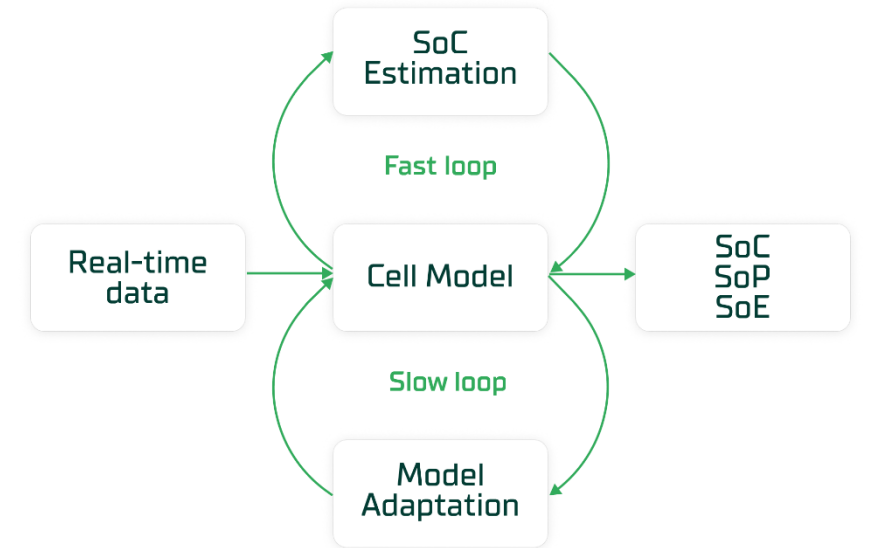 SoC
Estimation
Fast loop
Real-time
data
Cell Model
SoC
SoP
SoE
Slow loop
Model
Adaptation